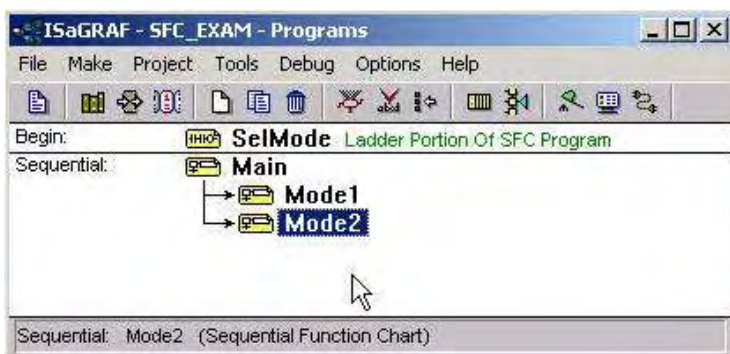 ISaGRAF - SFC_EXAM - Programs
File Make Project Tools Debug Options Help
Begin: SelMode Ladder Portion Of SFC Program
Sequential: Main
Mode1
Mode2
Sequential: Mode2 (Sequential Function Chart)